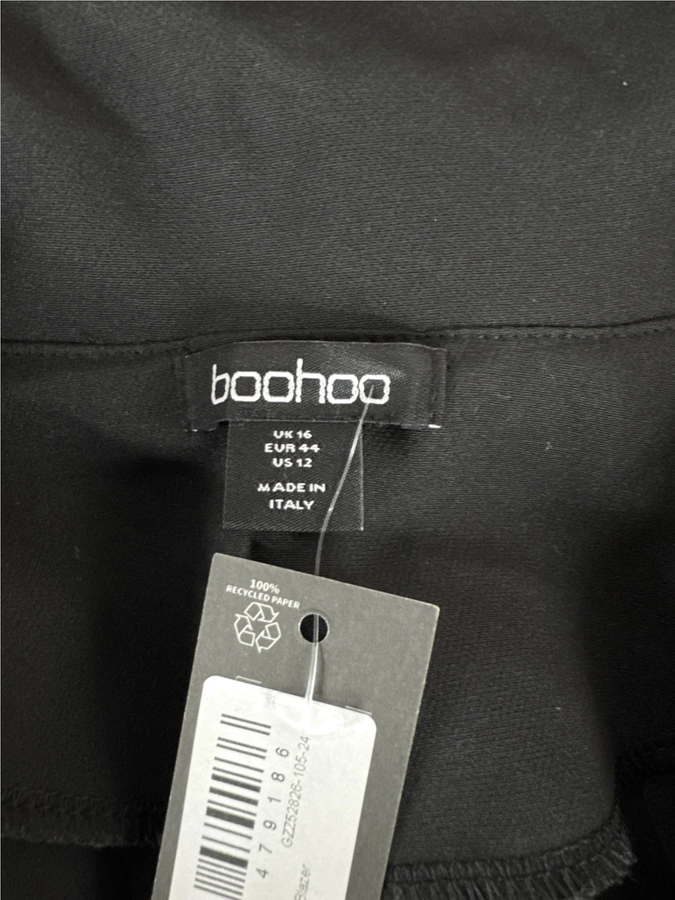 boohoo
UK 16
EUR 44
US 12
MADE IN
ITALY
100%
RECYCLED PAPER
4 7 9 1 8 6
GZZ52826-105-24
Blazer